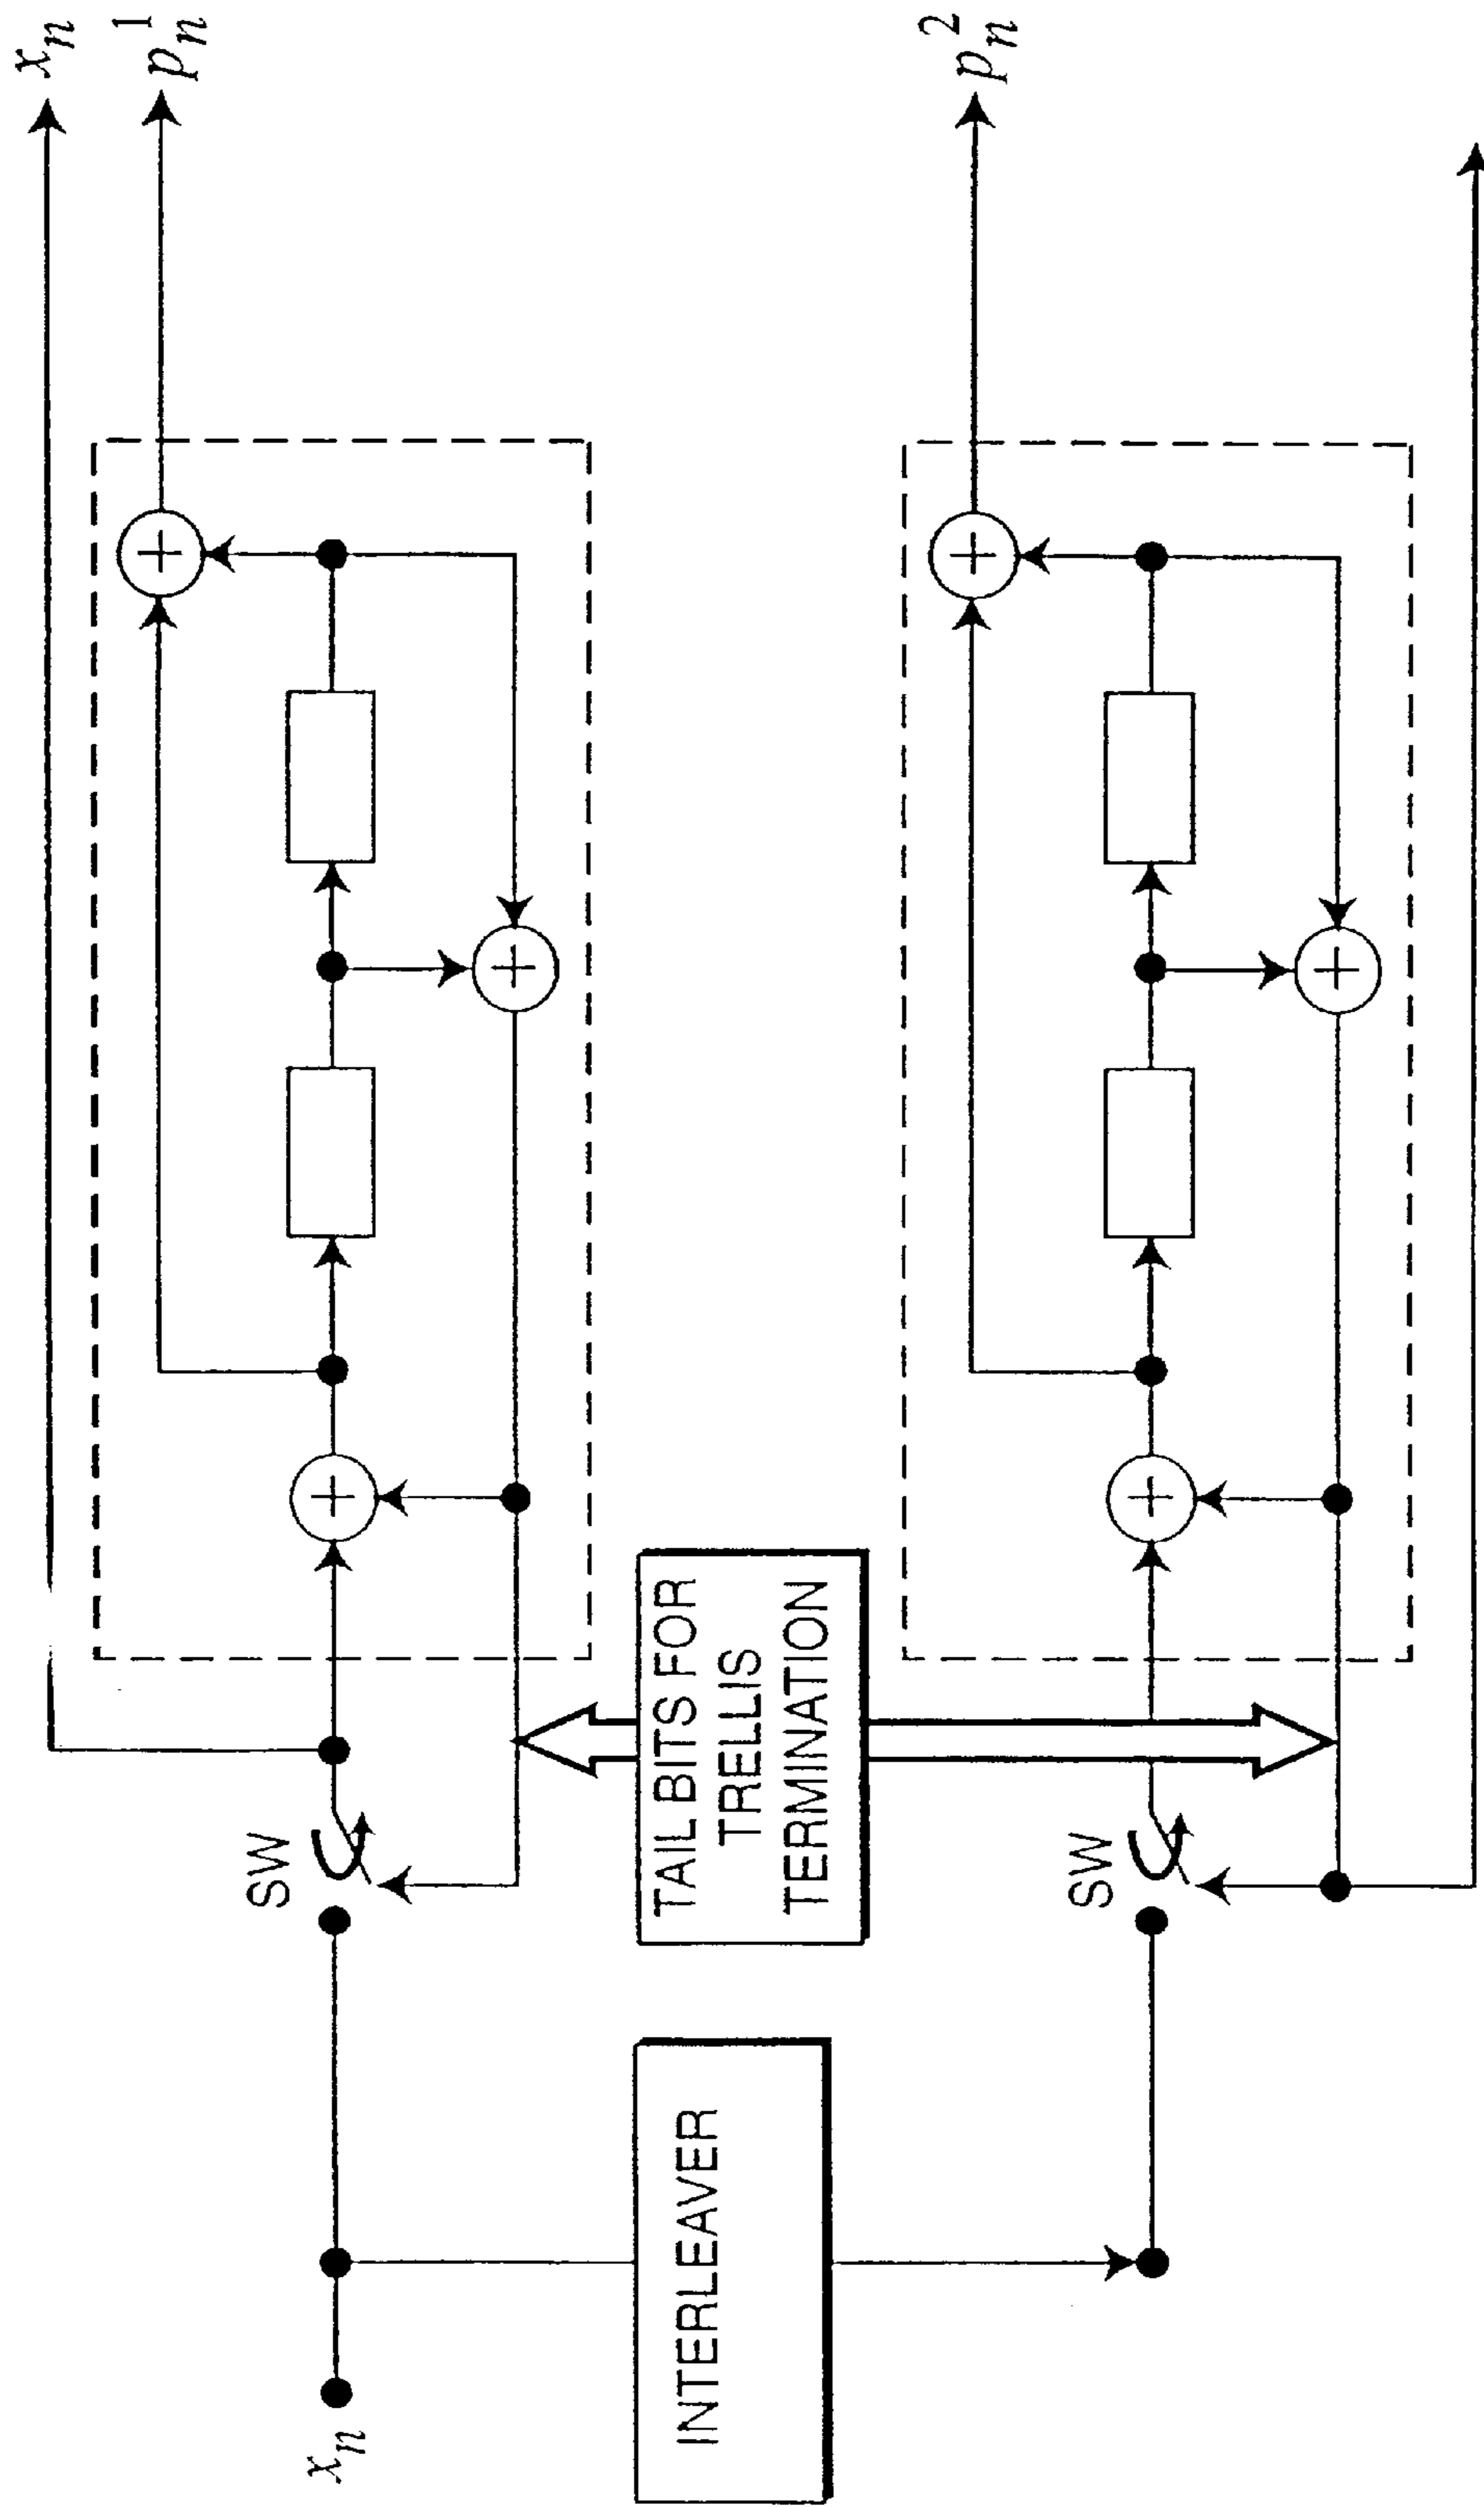 x_n
p_n^1
SW
x_n
INTERLEAVER
TAIL BITS FOR
TRELLIS
TERMINATION
p_n^2
SW